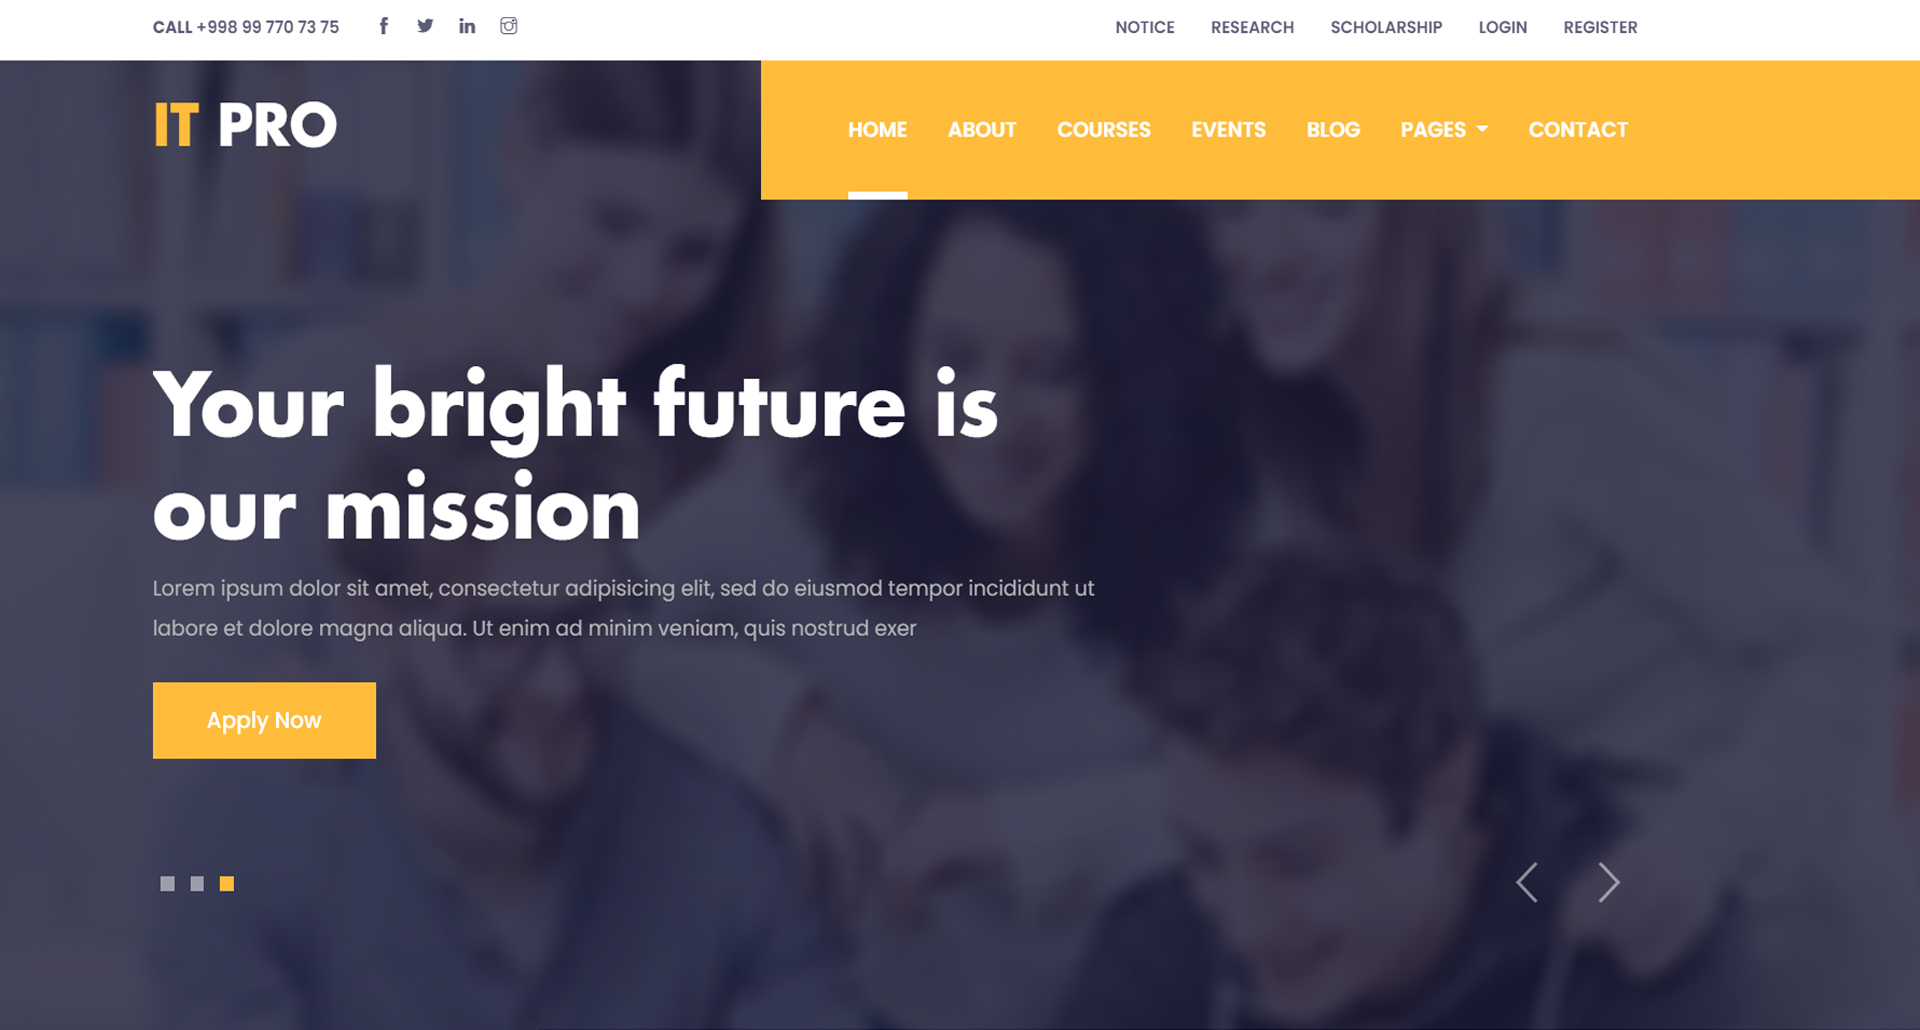 CALL +998 99 770 73 75
NOTICE RESEARCH SCHOLARSHIP LOGIN REGISTER
IT PRO
HOME ABOUT COURSES EVENTS BLOG PAGES CONTACT
Your bright future is
our mission
Lorem ipsum dolor sit amet, consectetur adipisicing elit, sed do eiusmod tempor incididunt ut
labore et dolore magna aliqua. Ut enim ad minim veniam, quis nostrud exer
Apply Now